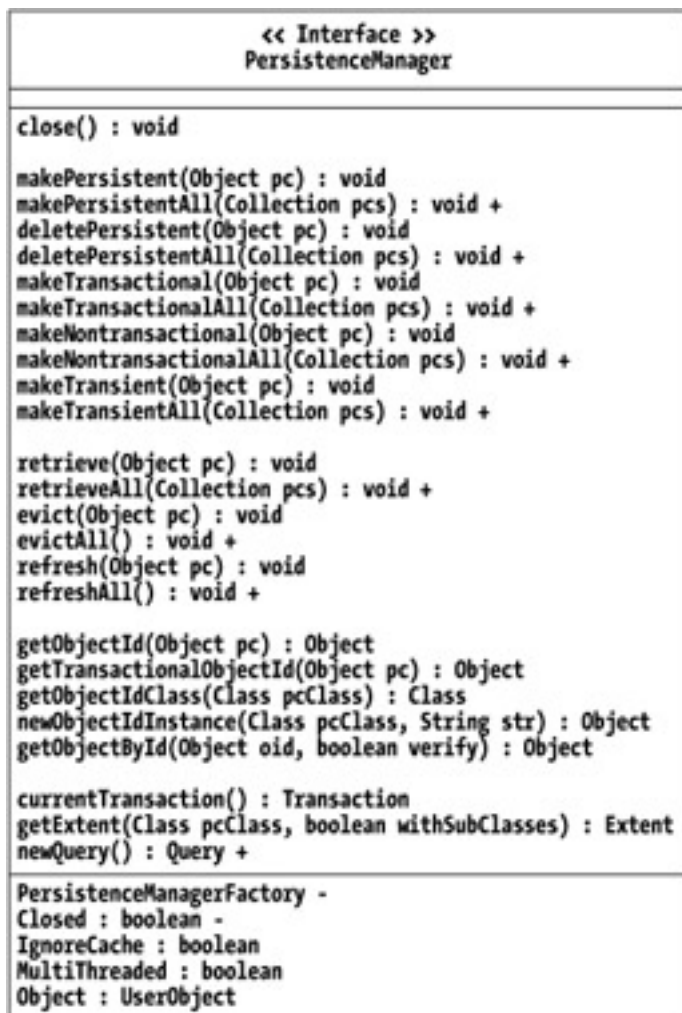 << Interface >>
PersistenceManager
close() : void
makePersistent(Object pc) : void
makePersistentAll(Collection pcs) : void +
deletePersistent(Object pc) : void
deletePersistentAll(Collection pcs) : void +
makeTransactional(Object pc) : void
makeTransactionalAll(Collection pcs) : void +
makeNontransactional(Object pc) : void
makeNontransactionalAll(Collection pcs) : void +
makeTransient(Object pc) : void
makeTransientAll(Collection pcs) : void +
retrieve(Object pc) : void
retrieveAll(Collection pcs) : void +
evict(Object pc) : void
evictAll() : void +
refresh(Object pc) : void
refreshAll() : void +
getObjectId(Object pc) : Object
getTransactionalObjectId(Object pc) : Object
getObjectIdClass(Class pcClass) : Class
newObjectIdInstance(Class pcClass, String str) : Object
getObjectById(Object oid, boolean verify) : Object
currentTransaction() : Transaction
getExtent(Class pcClass, boolean withSubClasses) : Extent
newQuery() : Query +
PersistenceManagerFactory -
Closed : boolean -
IgnoreCache : boolean
MultiThreaded : boolean
Object : UserObject